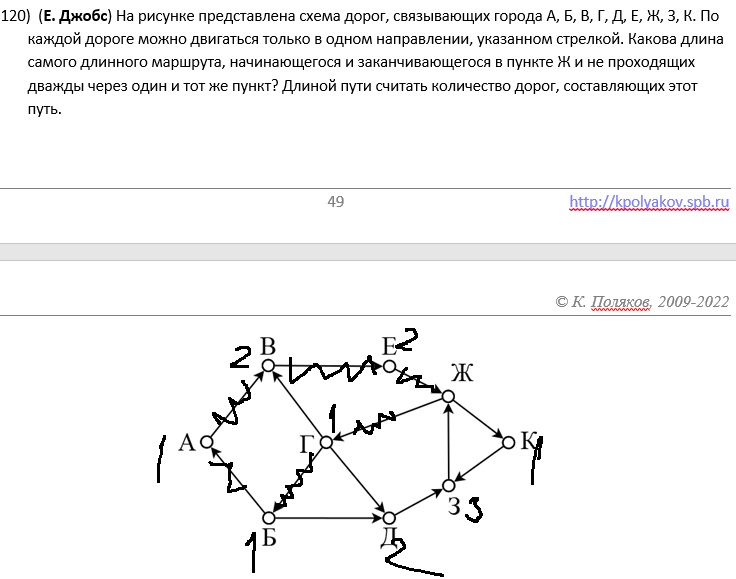 120) (Е. Джобс) На рисунке представлена схема дорог, связывающих города А, Б, В, Г, Д, Е, Ж, З, К. По
каждой дороге можно двигаться только в одном направлении, указанном стрелкой. Какова длина
самого длинного маршрута, начинающегося и заканчивающегося в пункте Ж и не проходящих
дважды через один и тот же пункт? Длиной пути считать количество дорог, составляющих этот
путь.
49
http://kpolyakov.spb.ru
© К. Поляков, 2009-2022
В
2
Е
2
Ж
1
А
1
Г
К
1
З
3
Б
1
Д
2